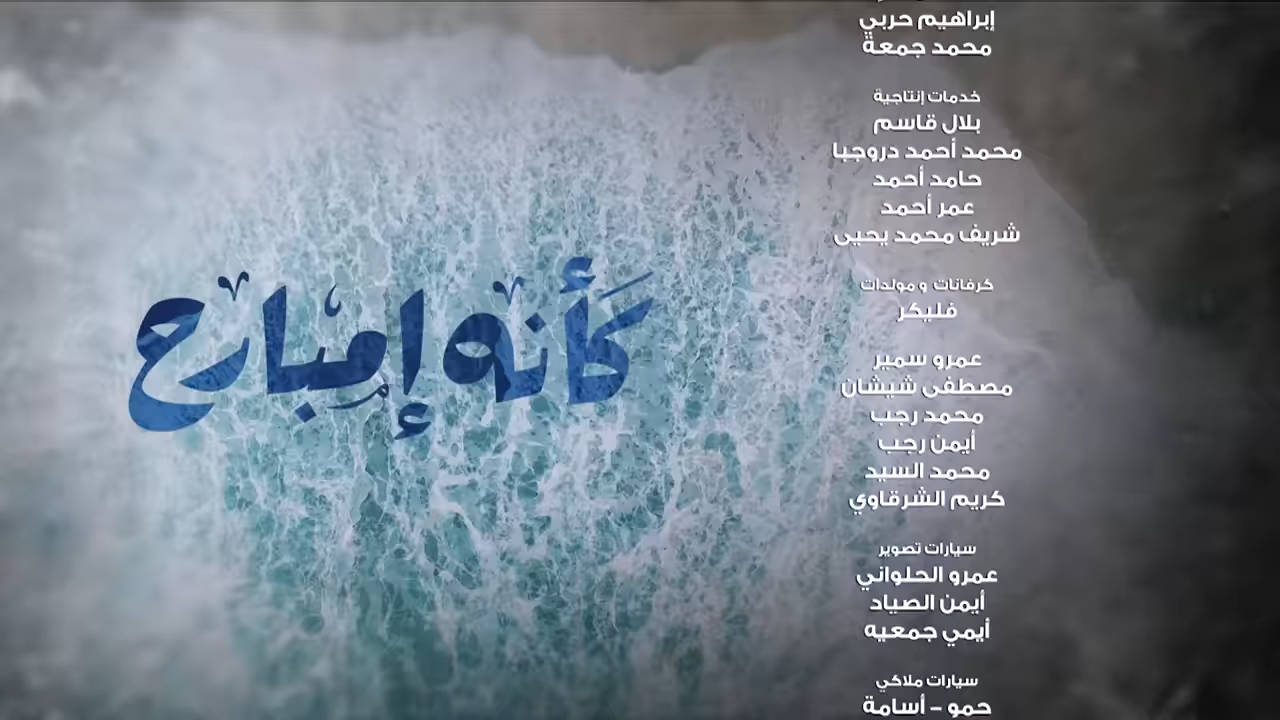 كأنه إمبارح
إبراهيم حربي
محمد جمعة
خدمات إنتاجية
بلال قاسم
محمد أحمد دروجبا
حامد أحمد
عمر أحمد
شريف محمد يحيى
كرفانات و مولدات
فليكر
عمرو سمير
مصطفى شيشان
محمد رجب
أيمن رجب
محمد السيد
كريم الشرقاوي
سيارات تصوير
عمرو الحلواني
أيمن الصياد
أيمي جمعيه
سيارات ملاكي
حمو - أسامة